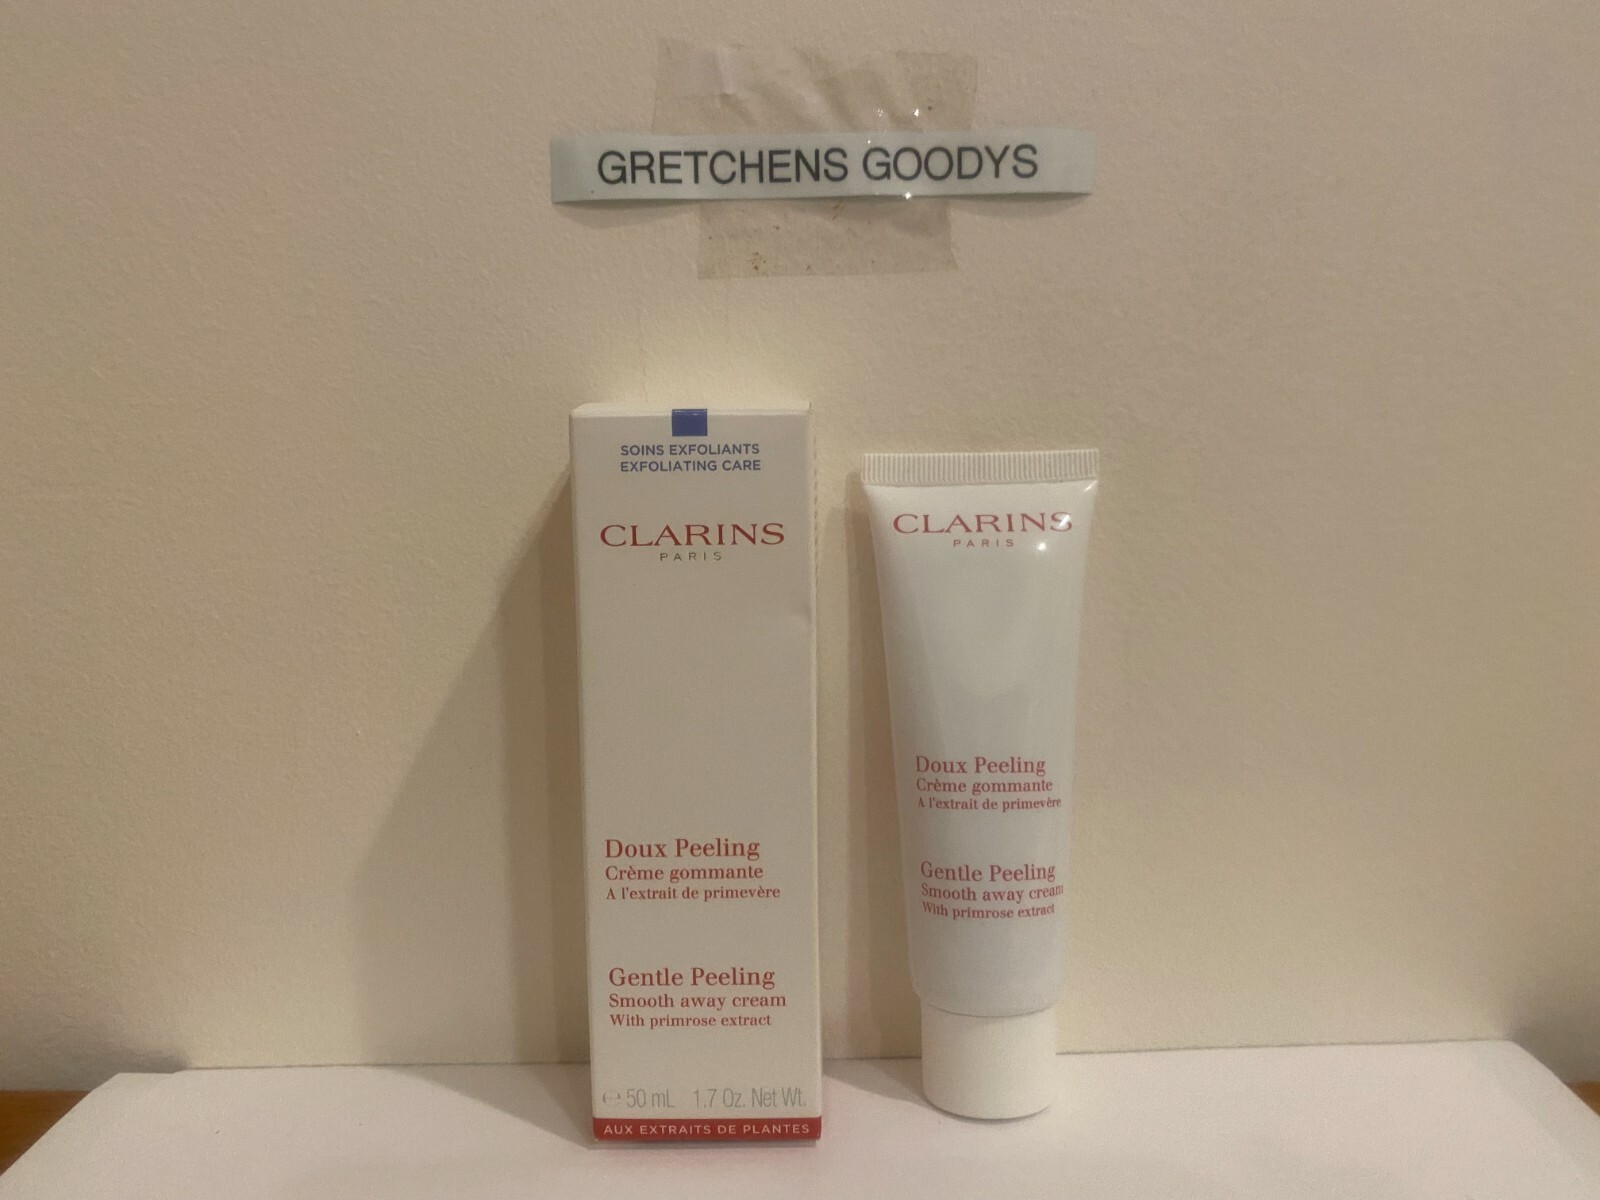 GRETCHENS GOODYS
SOINS EXFOLIANTS
EXFOLIATING CARE
CLARINS
PARIS
Doux Peeling
Crème gommante
A l'extrait de primevère
Gentle Peeling
Smooth away cream
With primrose extract
℮ 50 mL 1.7 Oz. Net Wt.
AUX EXTRAITS DE PLANTES
CLARINS
PARIS
Doux Peeling
Crème gommante
A l'extrait de primevère
Gentle Peeling
Smooth away cream
With primrose extract